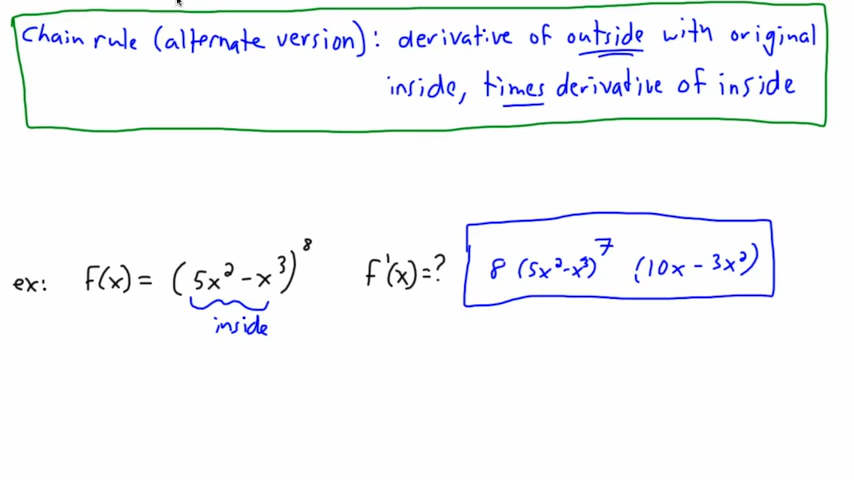 Chain rule (alternate version): derivative of outside with original
inside, times derivative of inside
ex: f(x) = (5x² - x³)⁸ f'(x)=? 8 (5x²-x³)⁷ (10x - 3x²)
inside